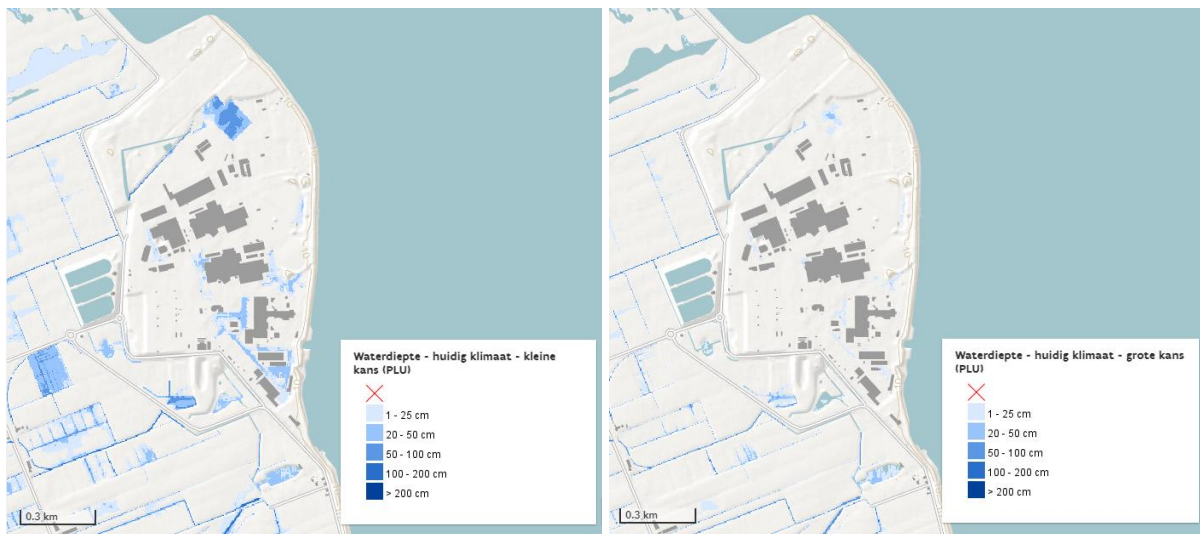 Waterdiepte - huidig klimaat - kleine
kans (PLU)
1 - 25 cm
20 - 50 cm
50 - 100 cm
100 - 200 cm
> 200 cm
0.3 km
Waterdiepte - huidig klimaat - grote kans
(PLU)
1 - 25 cm
20 - 50 cm
50 - 100 cm
100 - 200 cm
> 200 cm
0.3 km